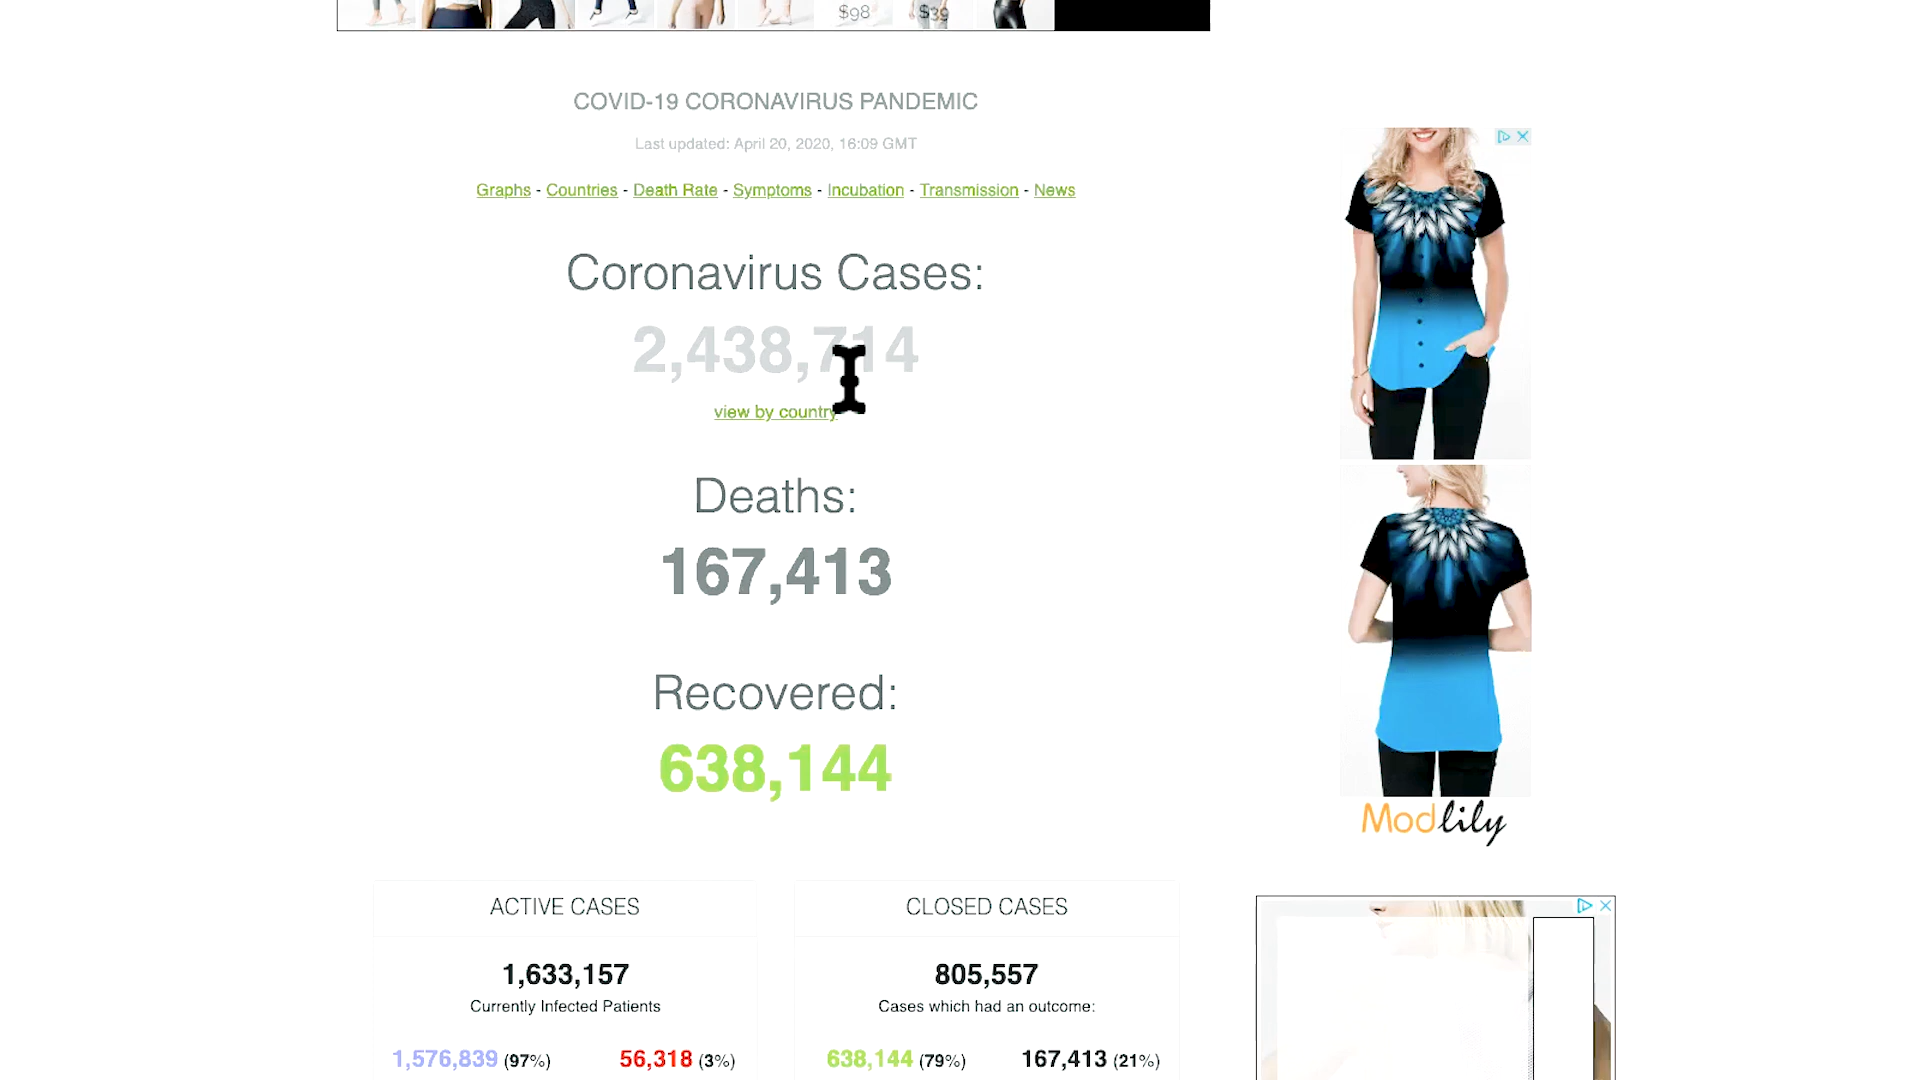 $98 $39
COVID-19 CORONAVIRUS PANDEMIC
Last updated: April 20, 2020, 16:09 GMT
Graphs - Countries - Death Rate - Symptoms - Incubation - Transmission - News
Coronavirus Cases:
2,438,714
view by country
Deaths:
167,413
Recovered:
638,144
Modlily
ACTIVE CASES
1,633,157
Currently Infected Patients
1,576,839 (97%) 56,318 (3%)
CLOSED CASES
805,557
Cases which had an outcome:
638,144 (79%) 167,413 (21%)